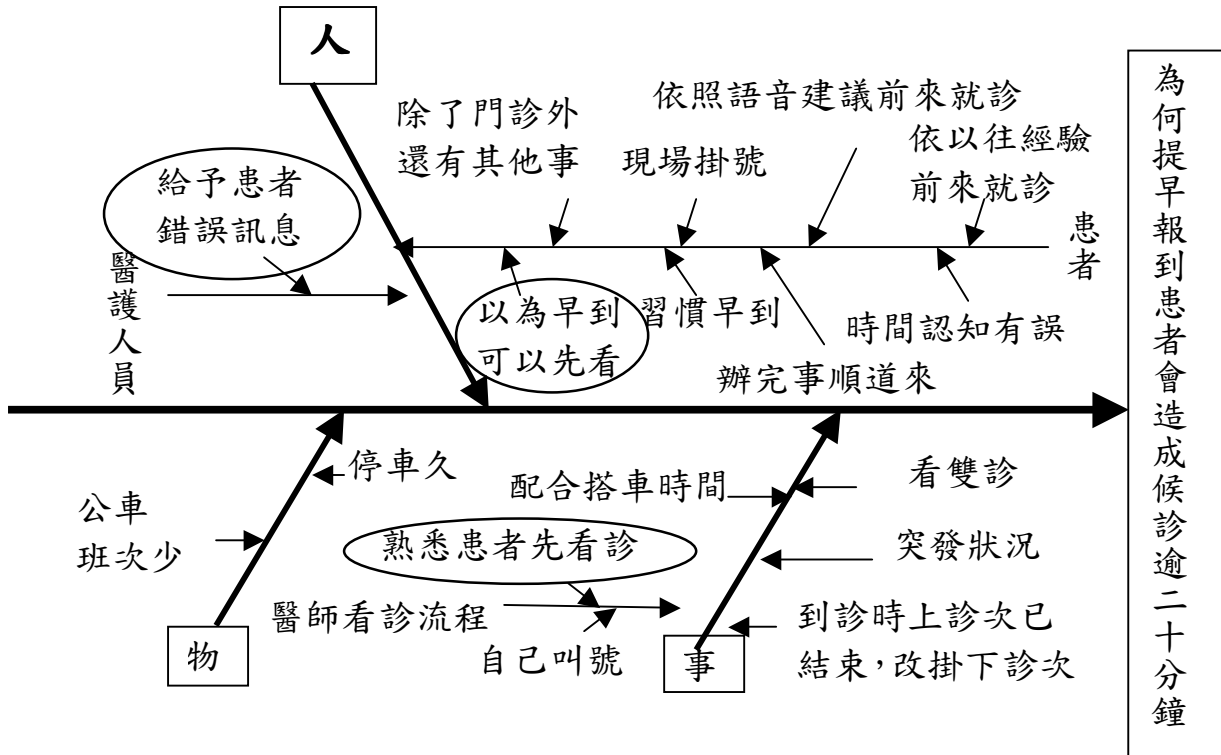 人
除了門診外
還有其他事
現場掛號
依照語音建議前來就診
依以往經驗
前來就診
患者
給予患者
錯誤訊息
醫護人員
以為早到
可以先看
習慣早到
辦完事順道來
時間認知有誤
為何提早報到患者會造成候診逾二十分鐘
停車久
公車
班次少
物
配合搭車時間
看雙診
熟悉患者先看診
突發狀況
醫師看診流程
自己叫號
到診時上診次已
結束，改掛下診次
事